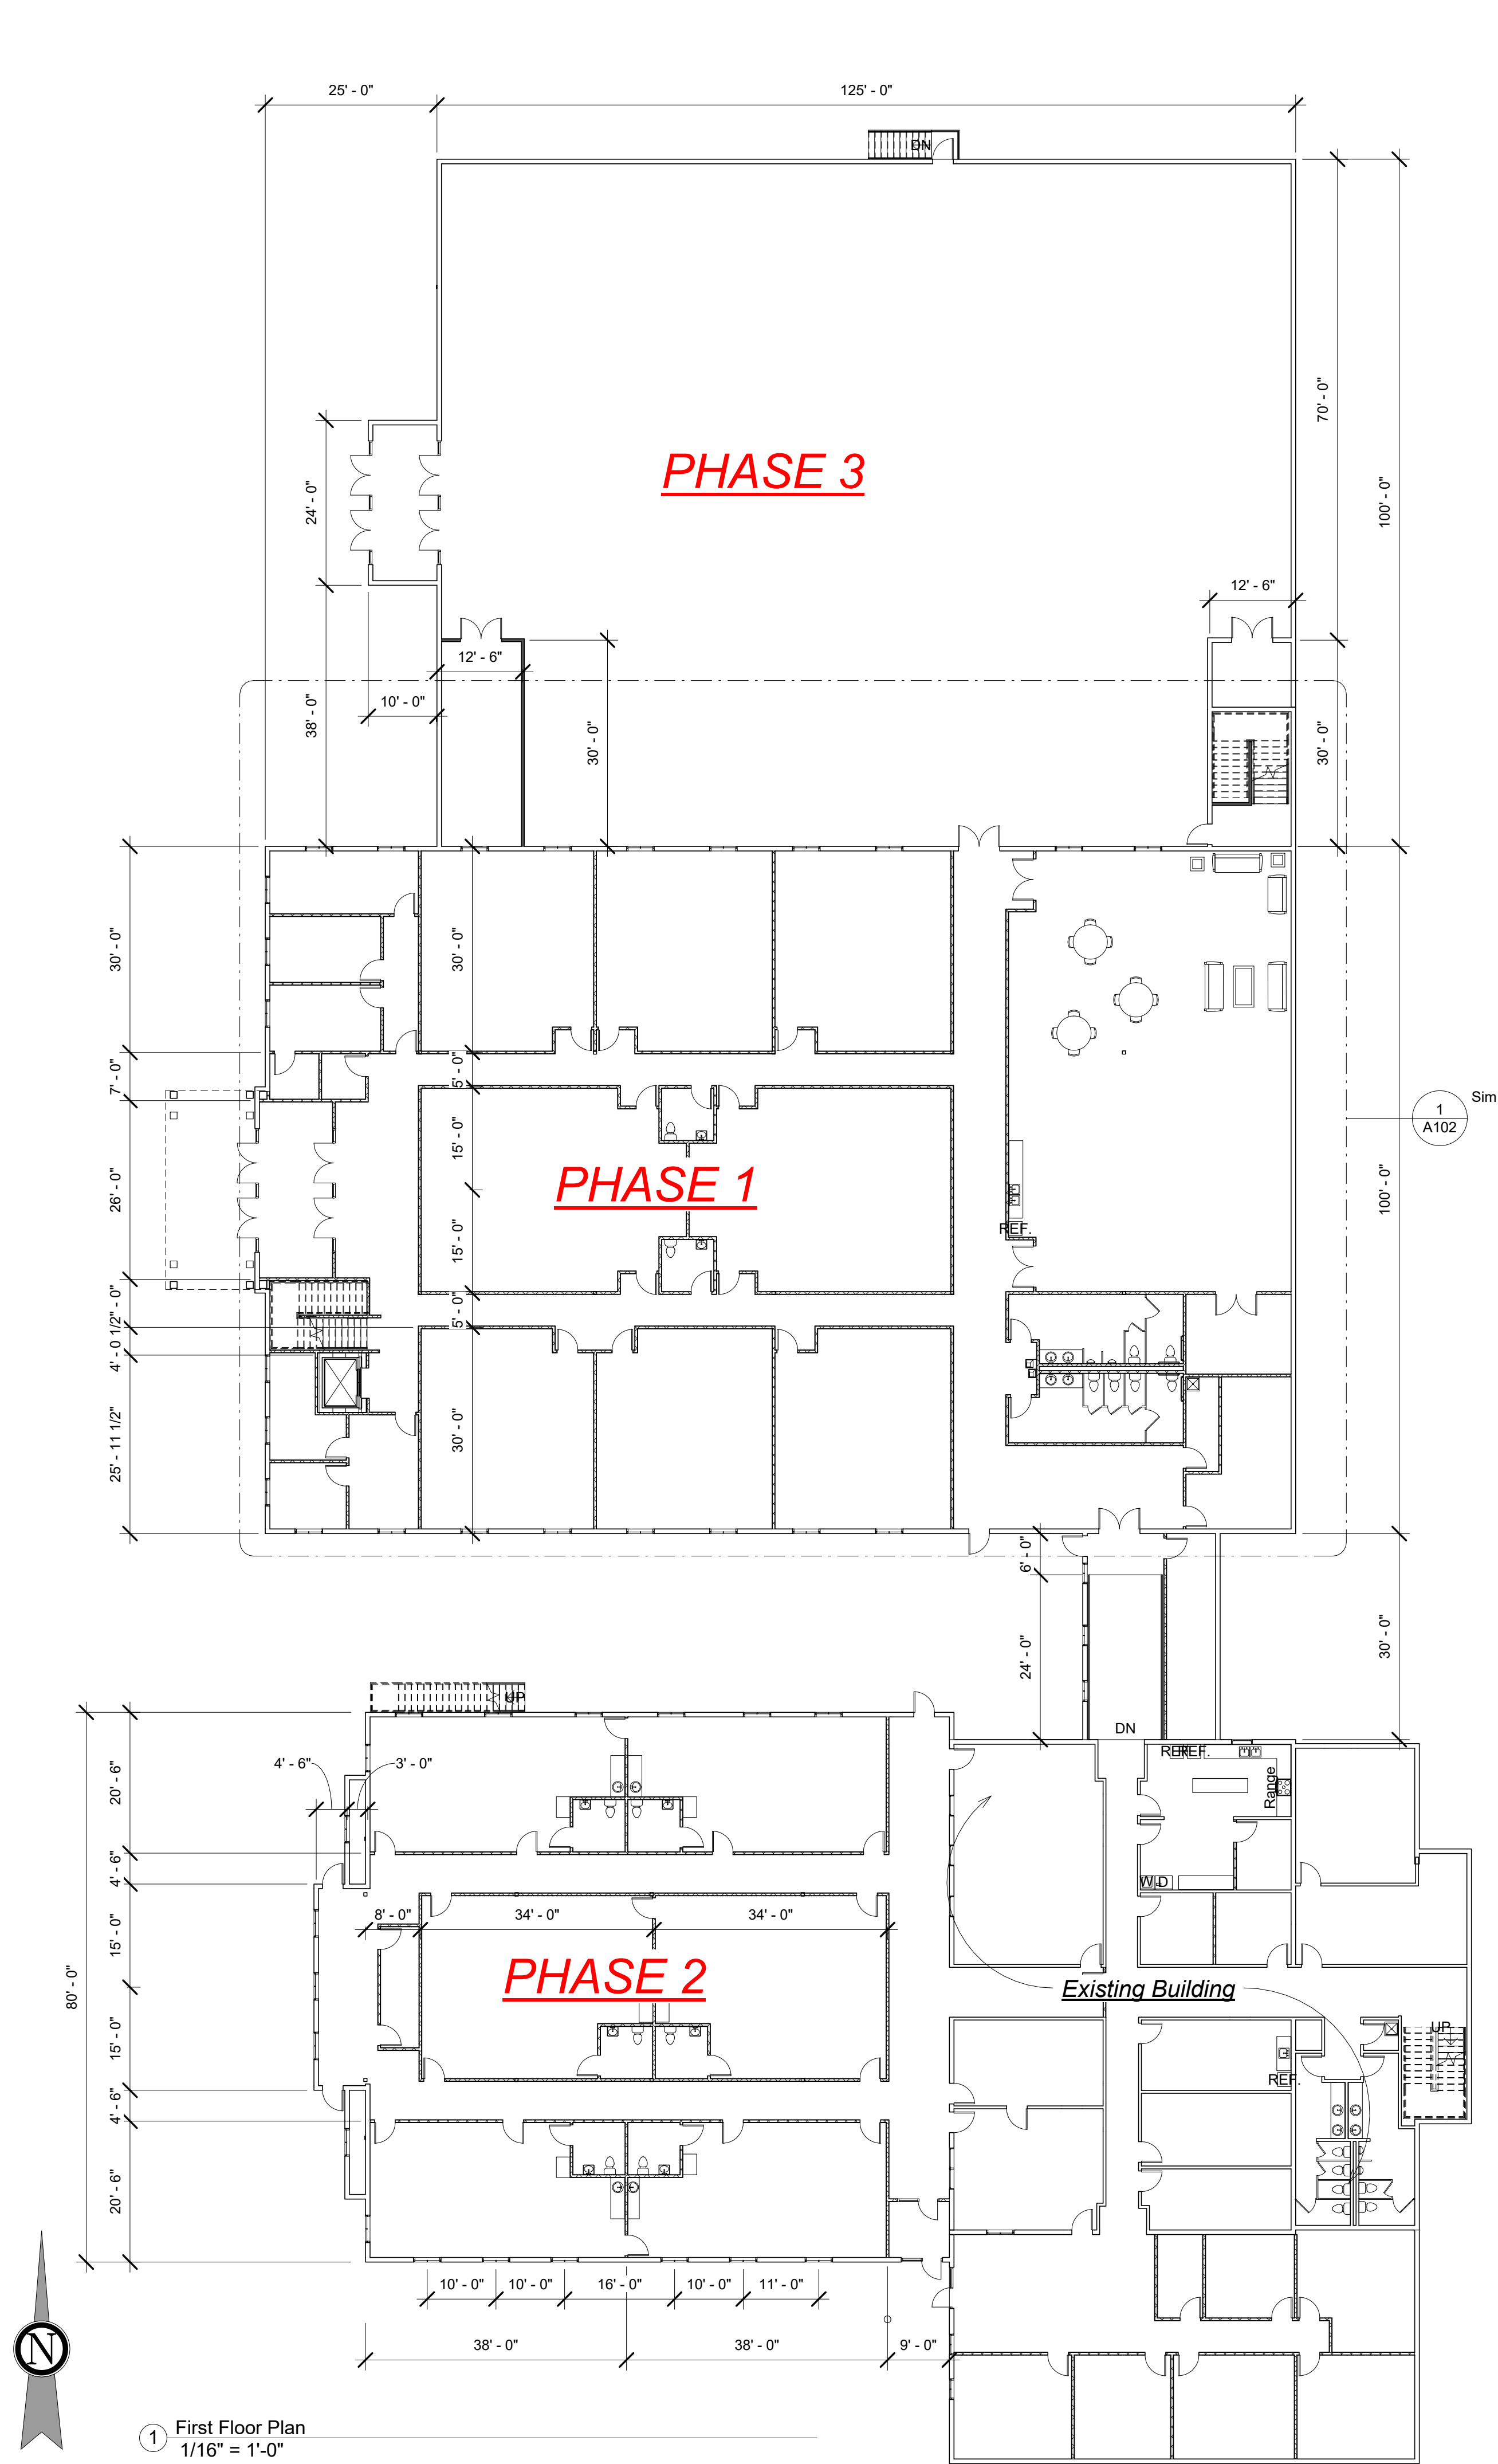 25' - 0"
125' - 0"
DN
70' - 0"
100' - 0"
24' - 0"
PHASE 3
12' - 6"
12' - 6"
10' - 0"
38' - 0"
30' - 0"
30' - 0"
30' - 0"
30' - 0"
7' - 0"
5' - 0"
Sim
1
A102
15' - 0"
26' - 0"
PHASE 1
100' - 0"
15' - 0"
REF.
7' - 0"
5' - 0"
4' - 0 1/2"
25' - 11 1/2"
30' - 0"
6' - 0"
24' - 0"
30' - 0"
UP
DN
REF.
REF.
Range
4' - 6"
3' - 0"
20' - 6"
4' - 6"
W
D
8' - 0"
34' - 0"
34' - 0"
15' - 0"
PHASE 2
80' - 0"
Existing Building
15' - 0"
UP
REF.
4' - 6"
20' - 6"
10' - 0"
10' - 0"
16' - 0"
10' - 0"
11' - 0"
38' - 0"
38' - 0"
9' - 0"
N
1
First Floor Plan
1/16" = 1'-0"